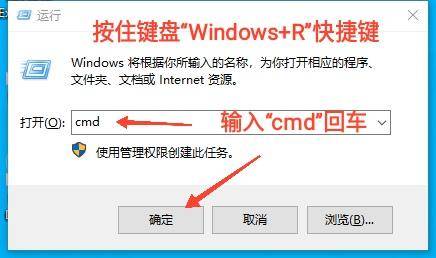 运行
按住键盘“Windows+R”快捷键
Windows 将根据你所输入的名称，为你打开相应的程序、
文件夹、文档或 Internet 资源。
打开(O): cmd
输入“cmd”回车
使用管理权限创建此任务。
确定 取消 浏览(B)...